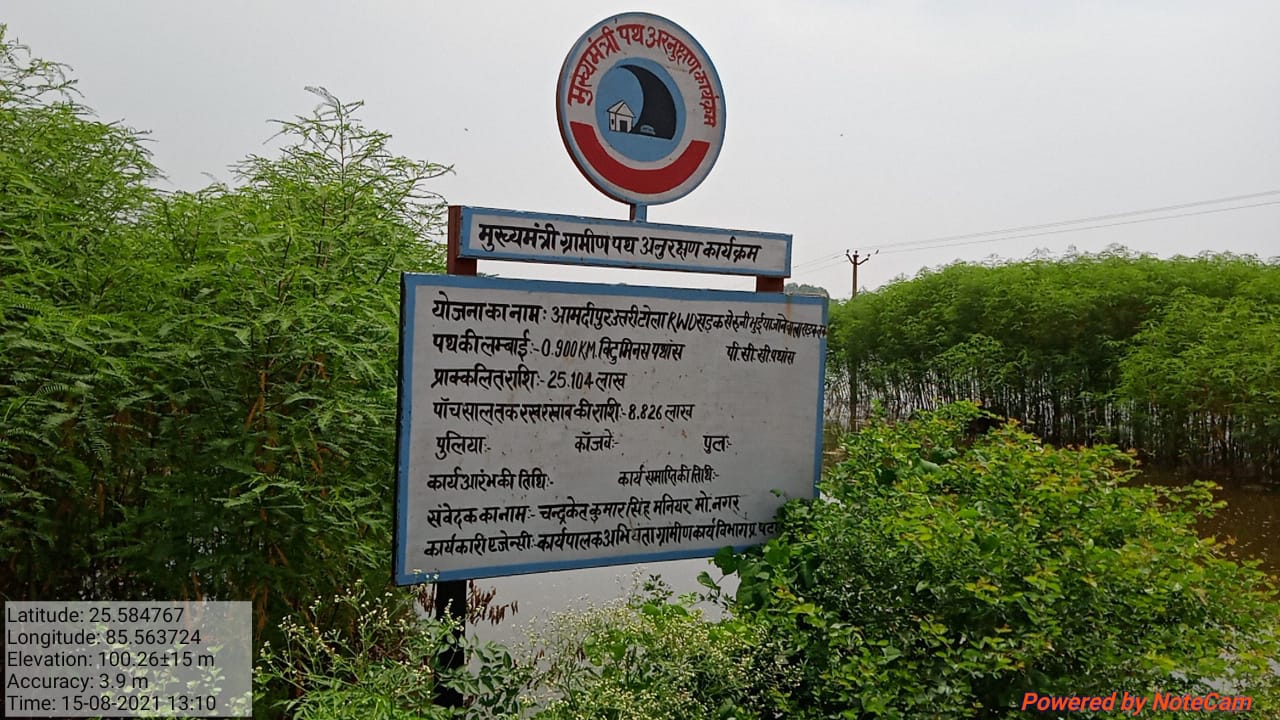 मुख्यमंत्री पथ अरनुक्षण कार्यक्रम
मुख्यमंत्री ग्रामीण पथ अनुरक्षण कार्यक्रम
योजना का नाम: आमदीपुर उत्तरी टोला RWD सड़क से
पथ की लम्बाई:- 0.900 KM. बिटुमिनस पथांस पी.सी.सी पथांस
प्राक्कलित राशि:- 25.104 लाख
पाँच साल तक रखरखाव की राशि:- 8.826 लाख
पुलिया:- कॉजवे:- पुल:-
कार्य आरंभ की तिथि:- कार्य समाप्ति की तिथि:-
संवेदक का नाम:- चन्द्रकेत कुमार सिंह मनियर मो. नगर
कार्यकारी एजेन्सी:- कार्यपालक अभियंता ग्रामीण कार्य विभाग प्र.
Latitude: 25.584767
Longitude: 85.563724
Elevation: 100.26±15 m
Accuracy: 3.9 m
Time: 15-08-2021 13:10
Powered by NoteCam